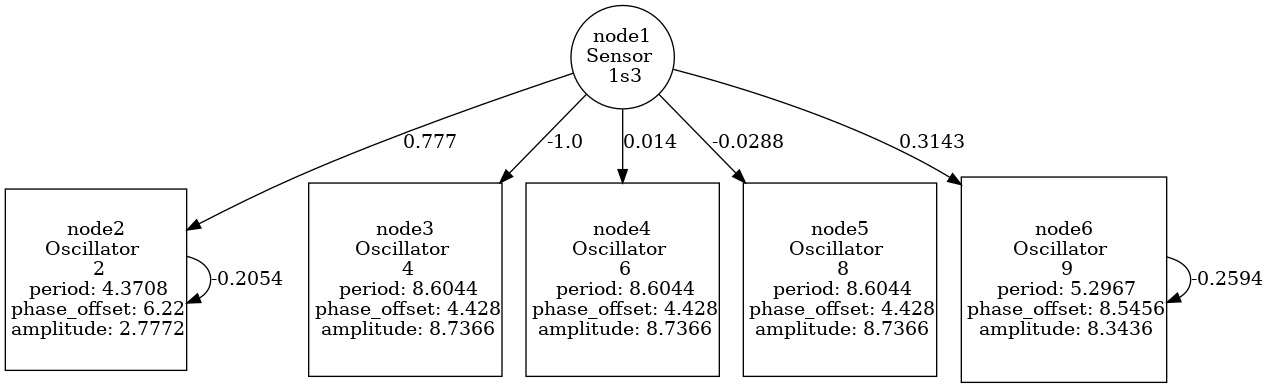 node1
Sensor
1s3
0.777
-1.0
0.014
-0.0288
0.3143
node2
Oscillator
2
period: 4.3708
phase_offset: 6.22
amplitude: 2.7772
-0.2054
node3
Oscillator
4
period: 8.6044
phase_offset: 4.428
amplitude: 8.7366
node4
Oscillator
6
period: 8.6044
phase_offset: 4.428
amplitude: 8.7366
node5
Oscillator
8
period: 8.6044
phase_offset: 4.428
amplitude: 8.7366
node6
Oscillator
9
period: 5.2967
phase_offset: 8.5456
amplitude: 8.3436
-0.2594